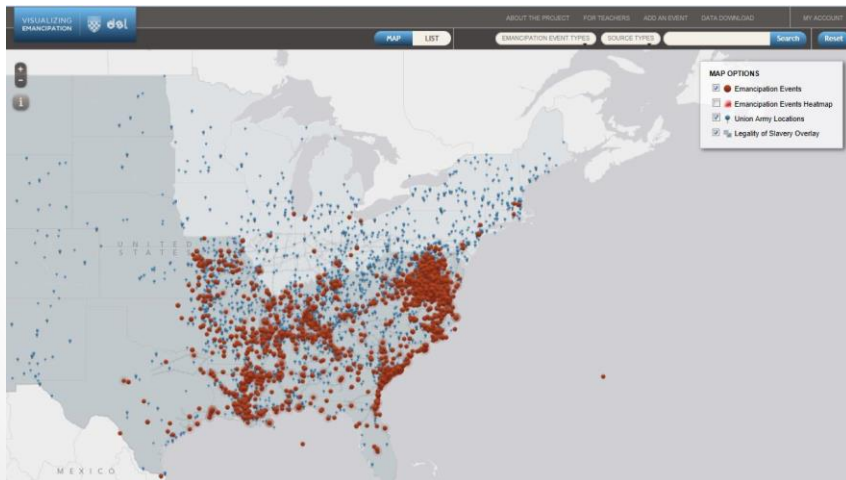 VISUALIZING
EMANCIPATION
dsl
ABOUT THE PROJECT FOR TEACHERS ADD AN EVENT DATA DOWNLOAD MY ACCOUNT
MAP LIST EMANCIPATION EVENT TYPES SOURCE TYPES Search Reset
+
-
i
MAP OPTIONS
Emancipation Events
Emancipation Events Heatmap
Union Army Locations
Legality of Slavery Overlay
UNITED
STATES
MEXICO